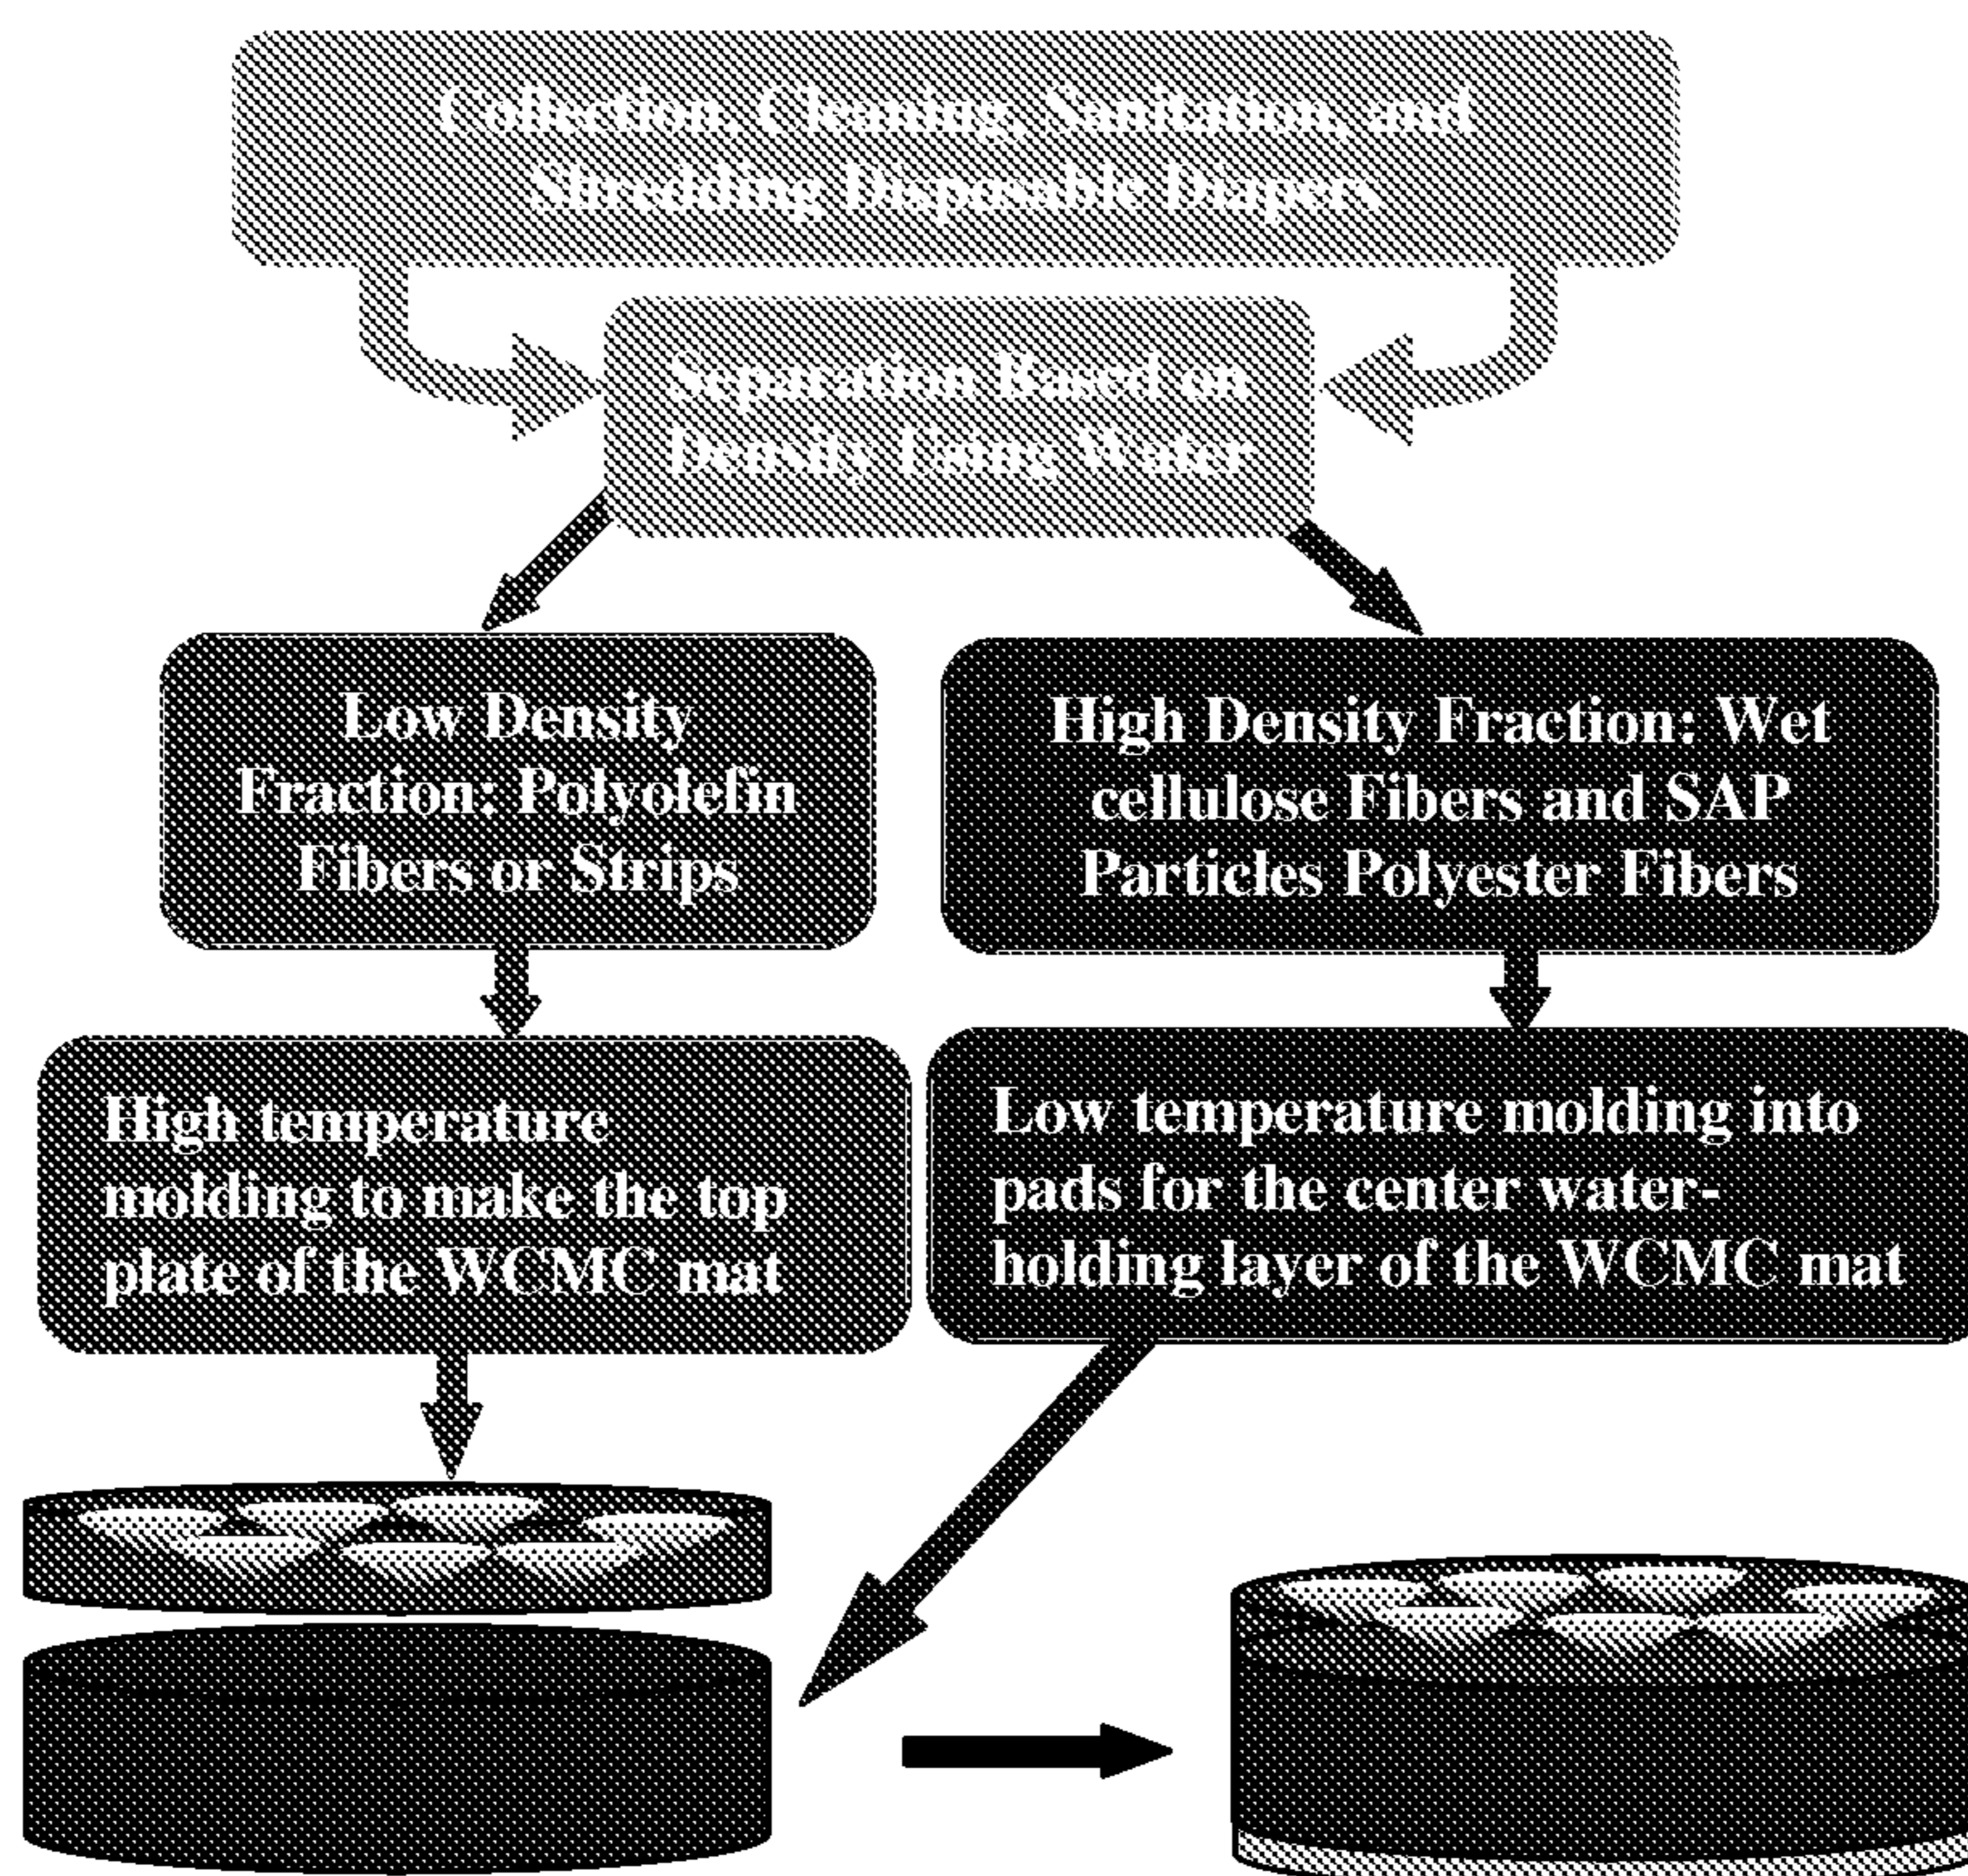 Collection, Cleaning, Sanitation, and
Shredding Disposable Diapers
Separation Based on
Density Using Water
Low Density
Fraction: Polyolefin
Fibers or Strips
High Density Fraction: Wet
cellulose Fibers and SAP
Particles Polyester Fibers
High temperature
molding to make the top
plate of the WCMC mat
Low temperature molding into
pads for the center water-
holding layer of the WCMC mat